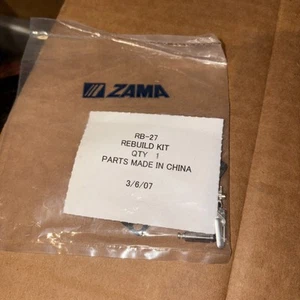 ZAMA
RB-27
REBUILD KIT
QTY 1
PARTS MADE IN CHINA
3/6/07